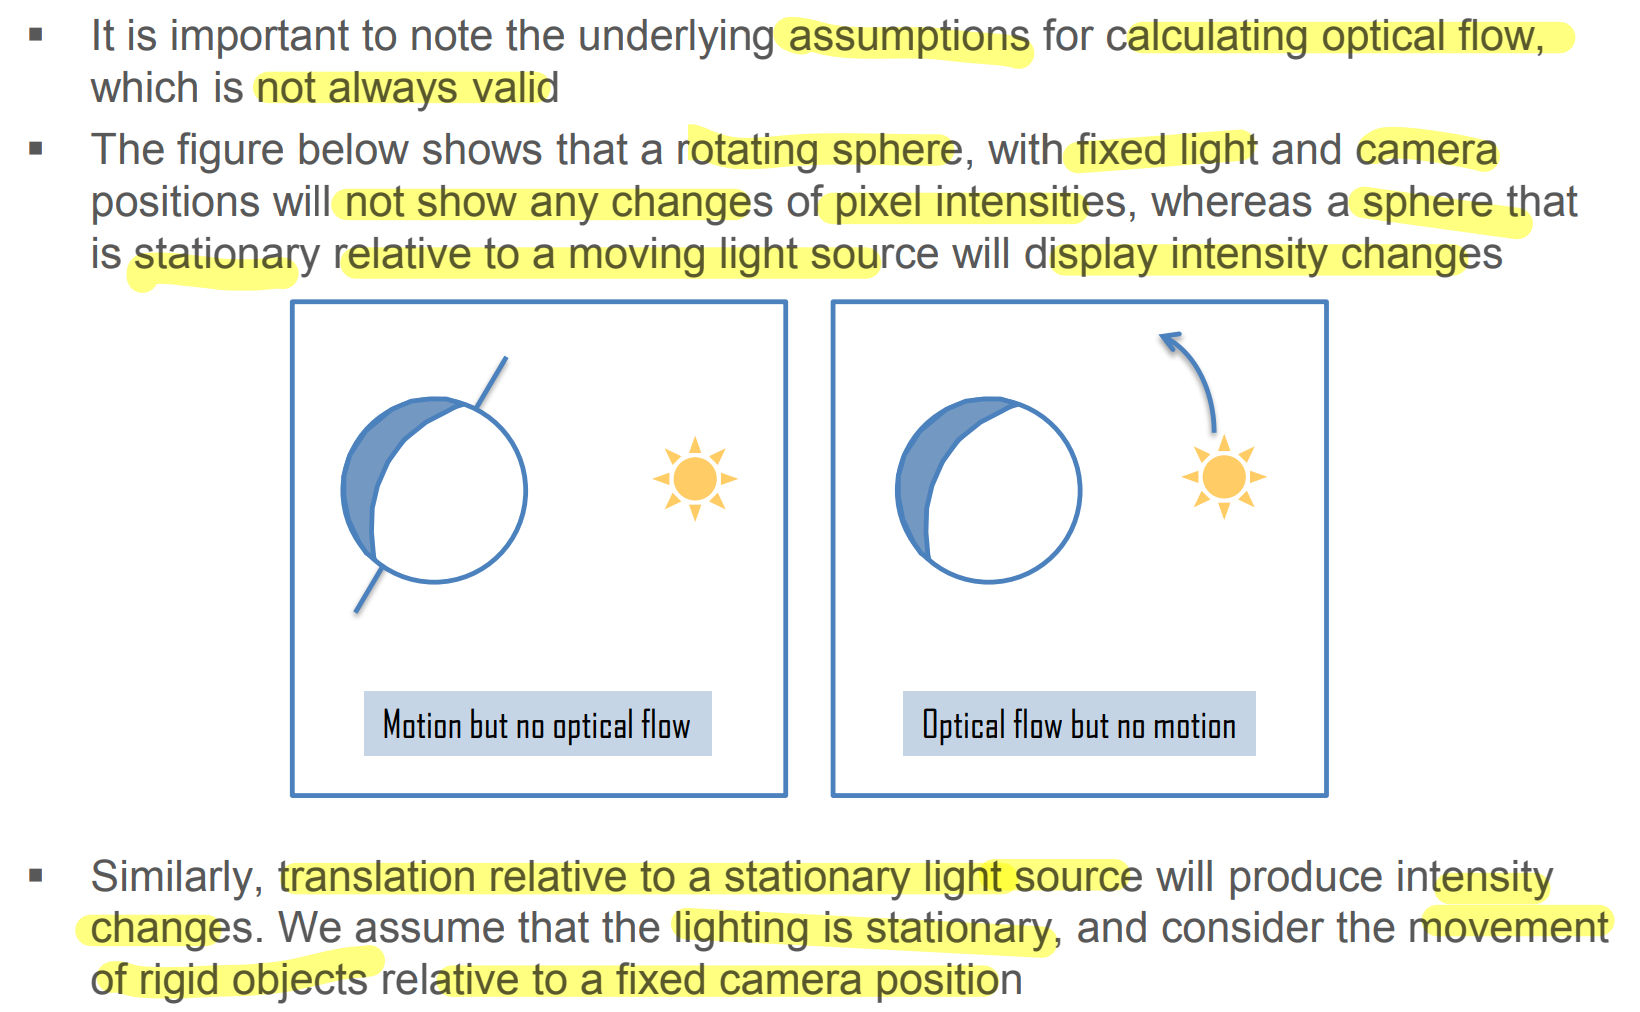 ▪ It is important to note the underlying assumptions for calculating optical flow,
which is not always valid
▪ The figure below shows that a rotating sphere, with fixed light and camera
positions will not show any changes of pixel intensities, whereas a sphere that
is stationary relative to a moving light source will display intensity changes
Motion but no optical flow
Optical flow but no motion
▪ Similarly, translation relative to a stationary light source will produce intensity
changes. We assume that the lighting is stationary, and consider the movement
of rigid objects relative to a fixed camera position